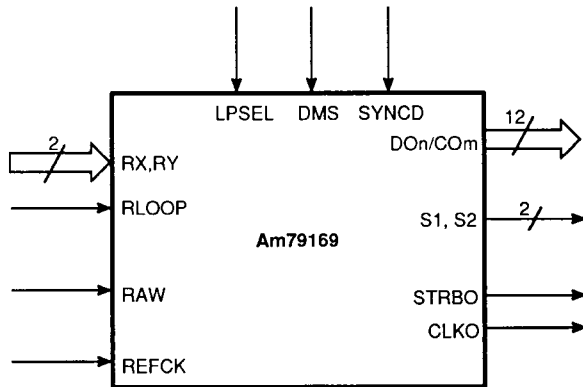 LPSEL DMS SYNCD
12
DOn/COm
2
RX,RY
RLOOP
2
S1, S2
Am79169
RAW
STRBO
CLKO
REFCK